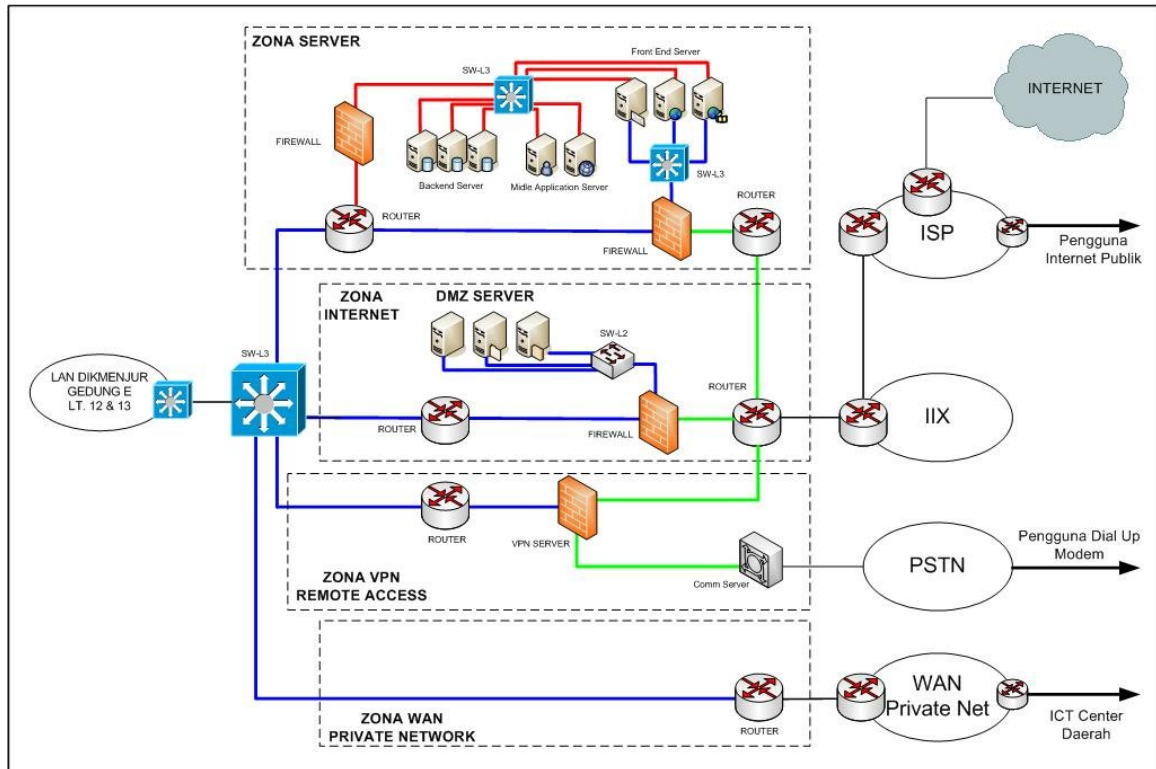 ZONA SERVER
Front End Server
SW-L3
FIREWALL
Backend Server
Midle Application Server
SW-L3
ROUTER
ROUTER
FIREWALL
INTERNET
ISP
Pengguna
Internet Publik
ZONA
INTERNET
DMZ SERVER
SW-L2
SW-L3
LAN DIKMENJUR
GEDUNG E
LT. 12 & 13
ROUTER
ROUTER
FIREWALL
IIX
ROUTER
VPN SERVER
Comm Server
ZONA VPN
REMOTE ACCESS
PSTN
Pengguna Dial Up
Modem
ZONA WAN
PRIVATE NETWORK
ROUTER
WAN
Private Net
ICT Center
Daerah